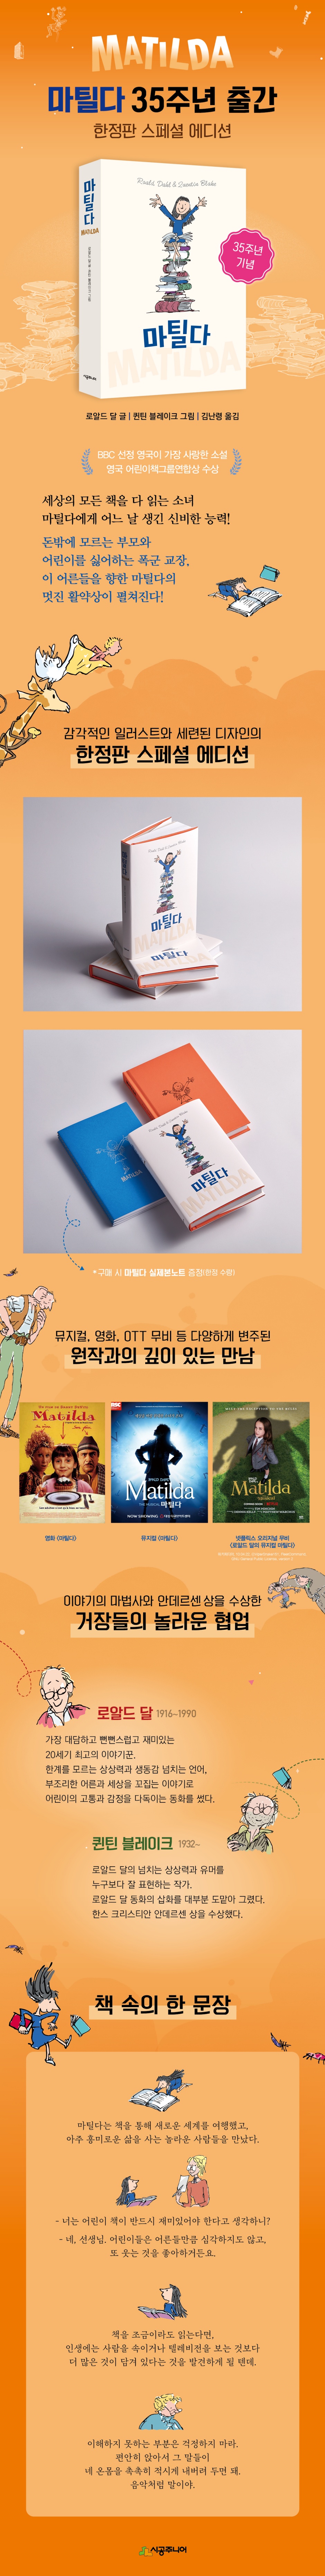 MATILDA
마틸다 35주년 출간
한정판 스페셜 에디션
Roald Dahl & Quentin Blake
마틸다
MATILDA
35주년
기념
마틸다
MATILDA
시공주니어
로알드 달 글 | 퀸틴 블레이크 그림 | 김난령 옮김
BBC 선정 영국이 가장 사랑한 소설
영국 어린이책그룹연합상 수상
세상의 모든 책을 다 읽는 소녀
마틸다에게 어느 날 생긴 신비한 능력!
돈밖에 모르는 부모와
어린이를 싫어하는 폭군 교장,
이 어른들을 향한 마틸다의
멋진 활약상이 펼쳐진다!
감각적인 일러스트와 세련된 디자인의
한정판 스페셜 에디션
마틸다
MATILDA
마틸다
MATILDA
마틸다
MATILDA
*구매 시 마틸다 실제본노트 증정(한정 수량)
뮤지컬, 영화, OTT 무비 등 다양하게 변주된
원작과의 깊이 있는 만남
Matilda
RSC
Matilda
THE MUSICAL 마틸다
NOW SHOWING
Matilda
영화 <마틸다>
뮤지컬 <마틸다>
넷플릭스 오리지널 무비
<로알드 달의 뮤지컬 마틸다>
이야기의 마법사와 안데르센 상을 수상한
거장들의 놀라운 협업
로알드 달 1916~1990
가장 대담하고 뻔뻔스럽고 재미있는
20세기 최고의 이야기꾼.
한계를 모르는 상상력과 생동감 넘치는 언어,
부조리한 어른과 세상을 꼬집는 이야기로
어린이의 고통과 감정을 다독이는 동화를 썼다.
퀸틴 블레이크 1932~
로알드 달의 넘치는 상상력과 유머를
누구보다 잘 표현하는 작가.
로알드 달 동화의 삽화를 대부분 도맡아 그렸다.
한스 크리스티안 안데르센 상을 수상했다.
책 속의 한 문장
마틸다는 책을 통해 새로운 세계를 여행했고,
아주 흥미로운 삶을 사는 놀라운 사람들을 만났다.
- 너는 어린이 책이 반드시 재미있어야 한다고 생각하니?
- 네, 선생님. 어린이들은 어른들만큼 심각하지도 않고,
또 웃는 것을 좋아하거든요.
책을 조금이라도 읽는다면,
인생에는 사람을 속이거나 텔레비전을 보는 것보다
더 많은 것이 담겨 있다는 것을 발견하게 될 텐데.
이해하지 못하는 부분은 걱정하지 마라.
편안히 앉아서 그 말들이
네 온몸을 촉촉히 적시게 내버려 두면 돼.
음악처럼 말이야.
시공주니어